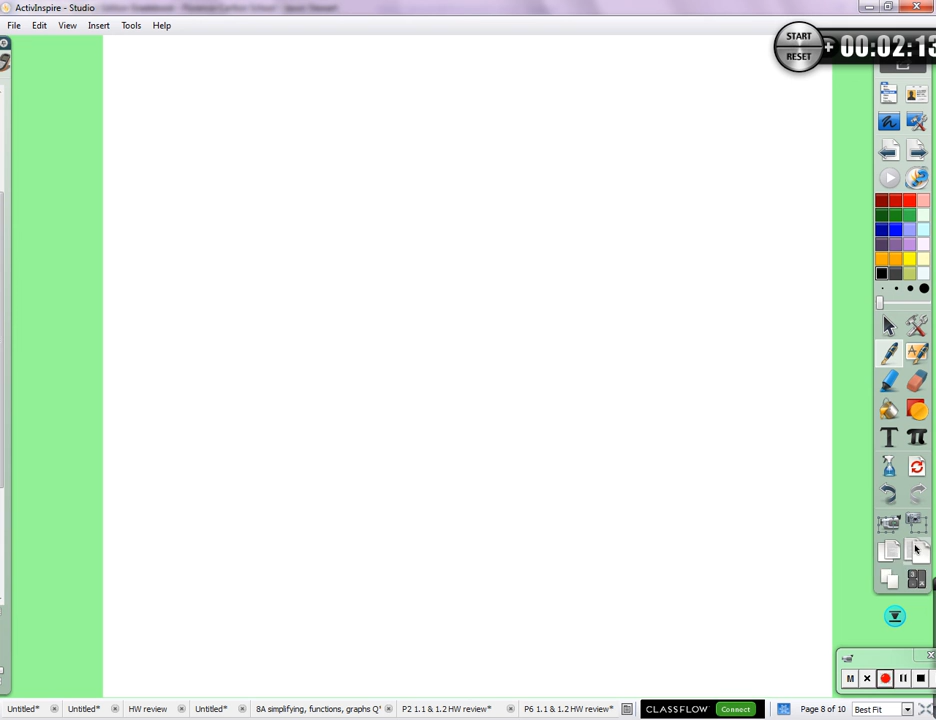 ActivInspire - Studio
File Edit View Insert Tools Help
START
RESET
+ 00:02:13
T π
M
Untitled* Untitled* HW review Untitled* 8A simplifying, functions, graphs Q* P2 1.1 & 1.2 HW review* P6 1.1 & 1.2 HW review* CLASSFLOW Connect Page 8 of 10 Best Fit